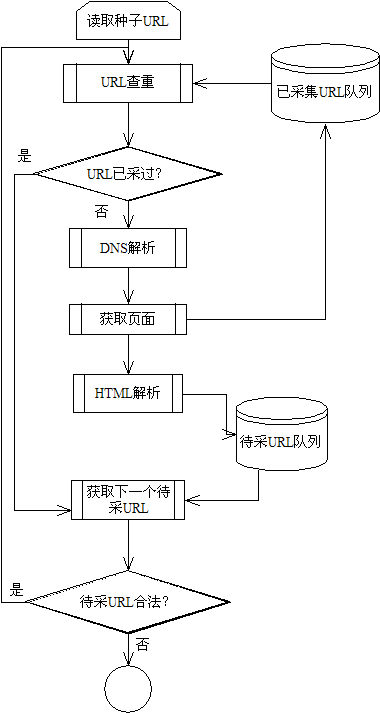 读取种子URL
URL查重
已采集URL队列
是
URL已采过?
否
DNS解析
获取页面
HTML解析
待采URL队列
获取下一个待
采URL
是
待采URL合法?
否